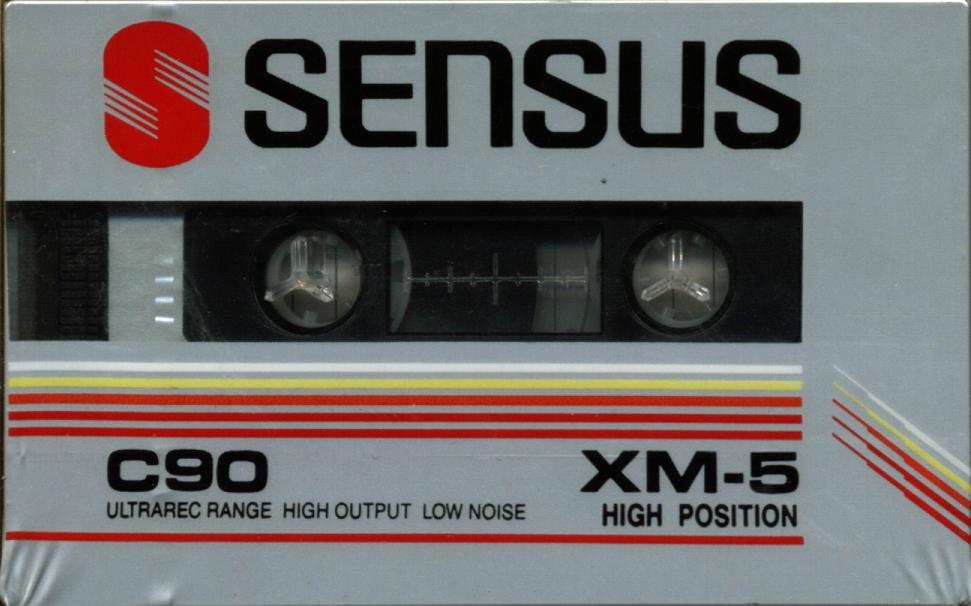 S SENSUS
C90 XM-5
ULTRAREC RANGE HIGH OUTPUT LOW NOISE HIGH POSITION